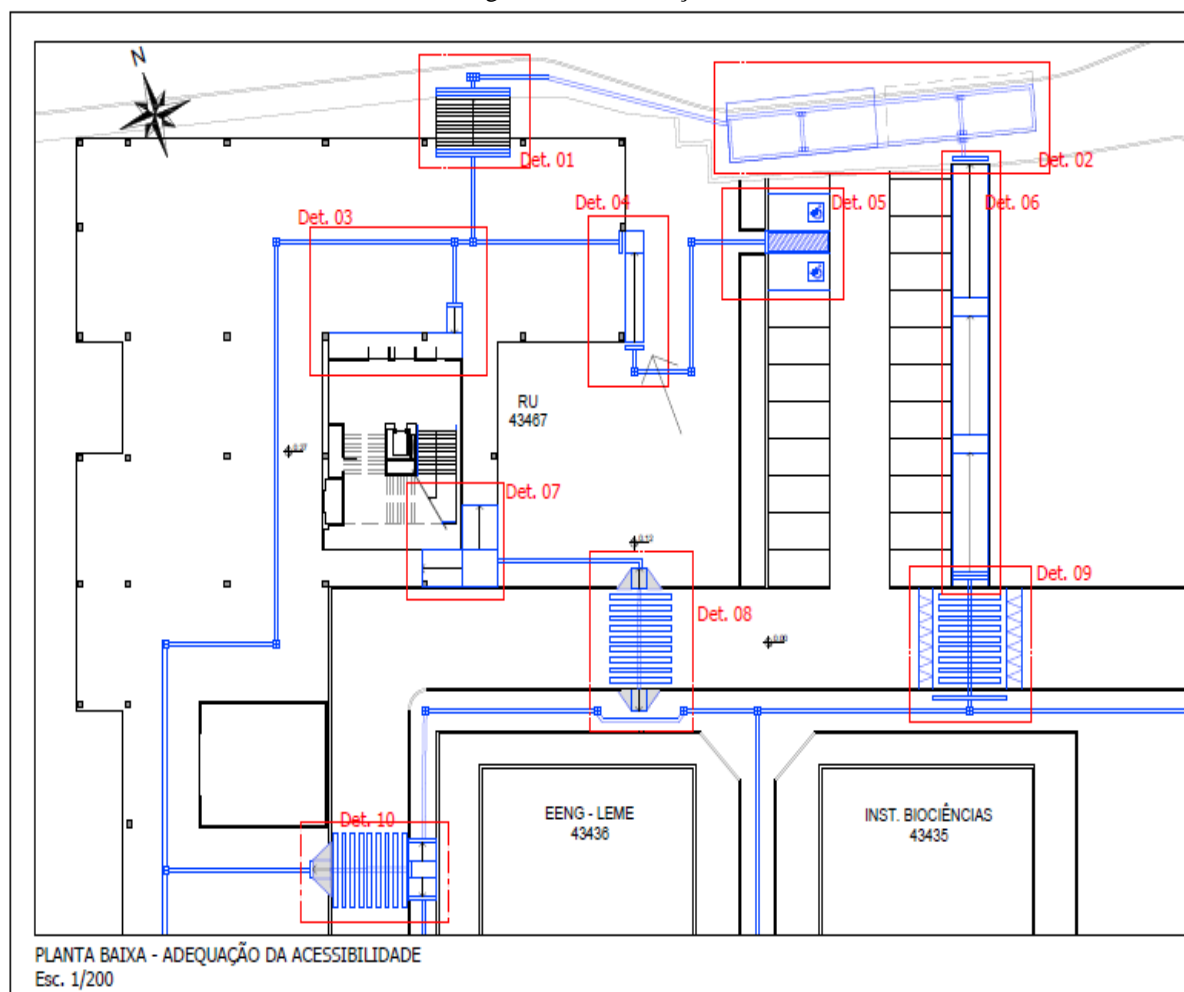 N
Det. 01
Det. 02
Det. 03
Det. 04
Det. 05
Det. 06
RU
43467
Det. 07
Det. 08
Det. 09
Det. 10
EENG - LEME
43436
INST. BIOCIÊNCIAS
43435
PLANTA BAIXA - ADEQUAÇÃO DA ACESSIBILIDADE
Esc. 1/200